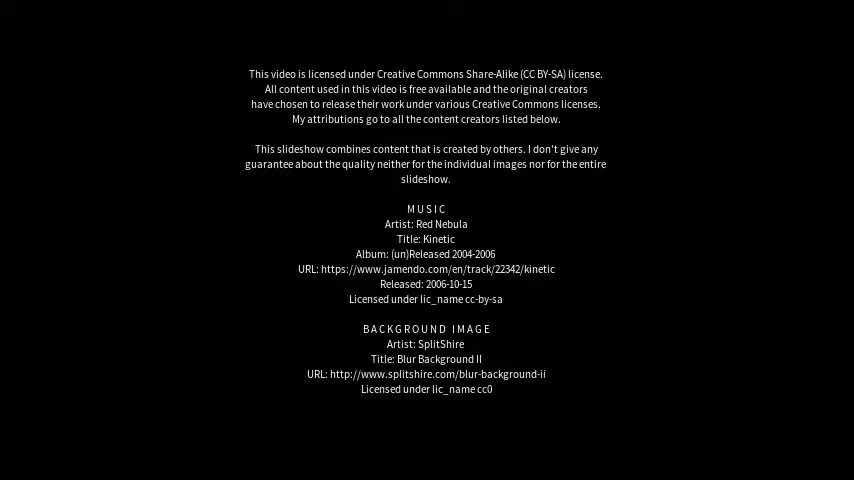 This video is licensed under Creative Commons Share-Alike (CC BY-SA) license.
All content used in this video is free available and the original creators
have chosen to release their work under various Creative Commons licenses.
My attributions go to all the content creators listed below.
This slideshow combines content that is created by others. I don't give any
guarantee about the quality neither for the individual images nor for the entire
slideshow.
MUSIC
Artist: Red Nebula
Title: Kinetic
Album: (un)Released 2004-2006
URL: https://www.jamendo.com/en/track/22342/kinetic
Released: 2006-10-15
Licensed under lic_name cc-by-sa
BACKGROUND IMAGE
Artist: SplitShire
Title: Blur Background II
URL: http://www.splitshire.com/blur-background-ii
Licensed under lic_name cc0